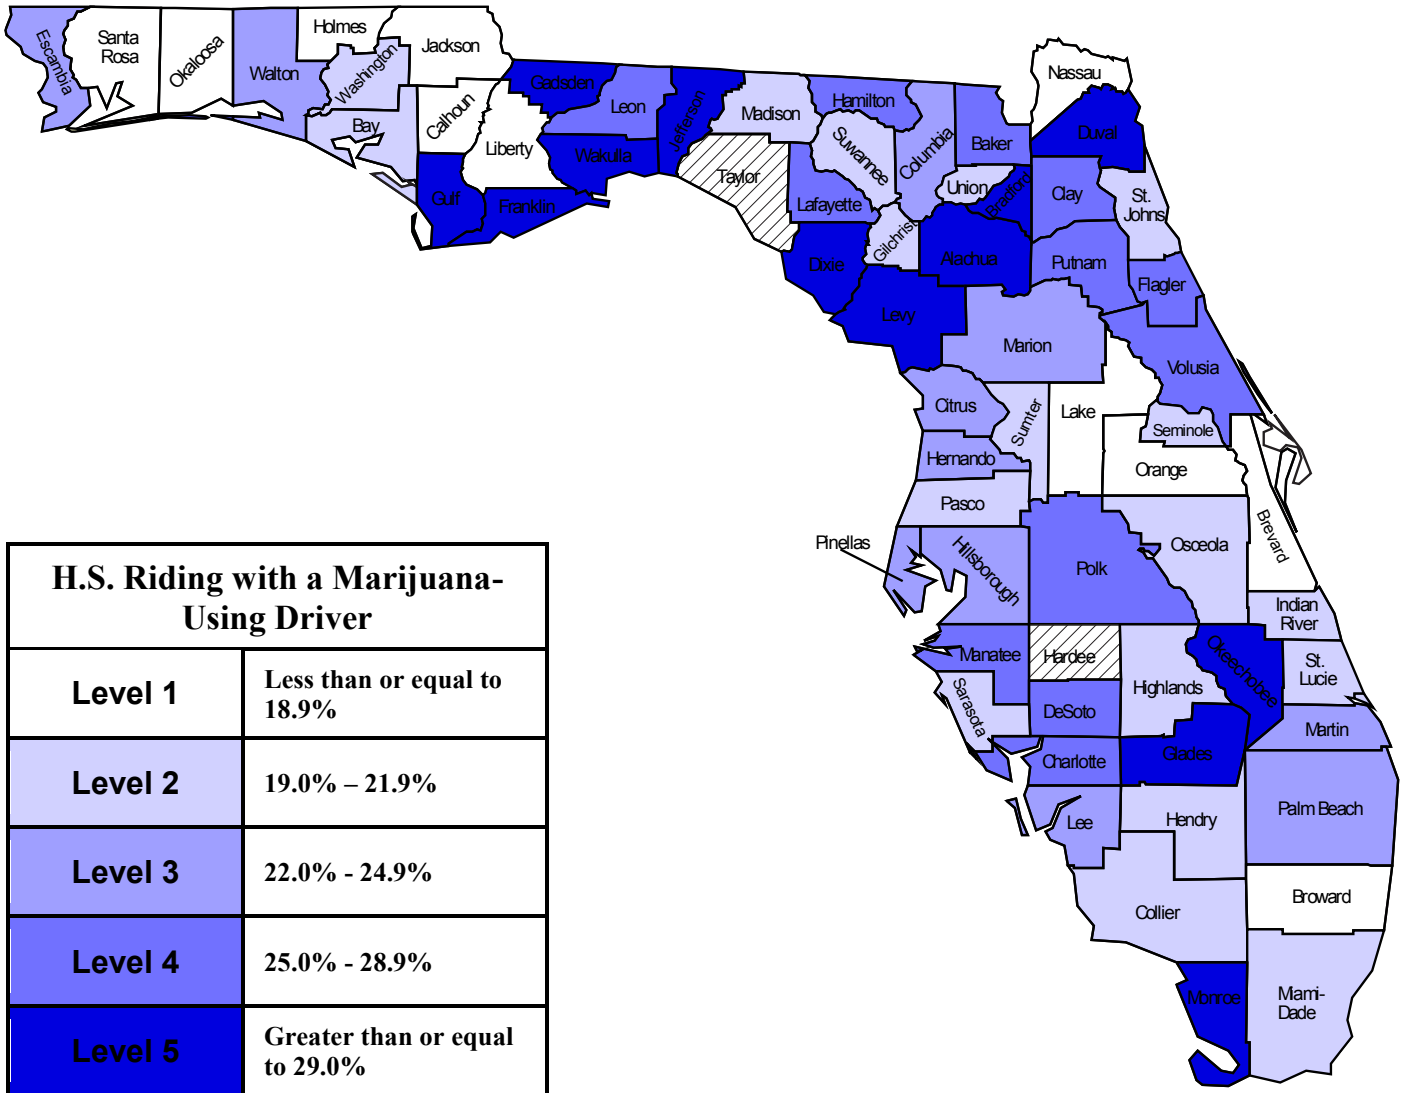 Escambia
Santa
Rosa
Okaloosa
Walton
Holmes
Washington
Jackson
Bay
Calhoun
Gulf
Liberty
Franklin
Gadsden
Leon
Wakulla
Jefferson
Madison
Taylor
Hamilton
Suwannee
Lafayette
Dixie
Columbia
Gilchrist
Baker
Union
Bradford
Alachua
Levy
Nassau
Duval
Clay
St.
Johns
Putnam
Flagler
Marion
Volusia
Citrus
Sumter
Lake
Seminole
Hernando
Orange
Pasco
Brevard
Pinellas
Hillsborough
Polk
Osceola
Indian
River
Manatee
Hardee
Highlands
Okeechobee
St.
Lucie
Sarasota
DeSoto
Martin
Charlotte
Glades
Lee
Hendry
Palm Beach
Collier
Broward
Monroe
Miami-
Dade
H.S. Riding with a Marijuana-
Using Driver
Level 1
Less than or equal to
18.9%
Level 2
19.0% – 21.9%
Level 3
22.0% - 24.9%
Level 4
25.0% - 28.9%
Level 5
Greater than or equal
to 29.0%